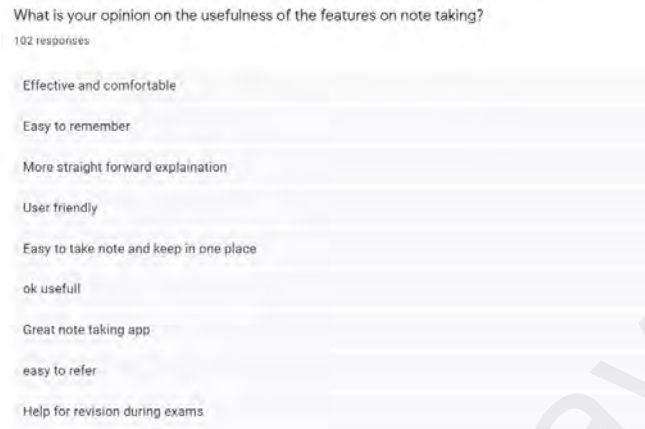 What is your opinion on the usefulness of the features on note taking?
102 responses
Effective and comfortable
Easy to remember
More straight forward explaination
User friendly
Easy to take note and keep in one place
ok usefull
Great note taking app
easy to refer
Help for revision during exams